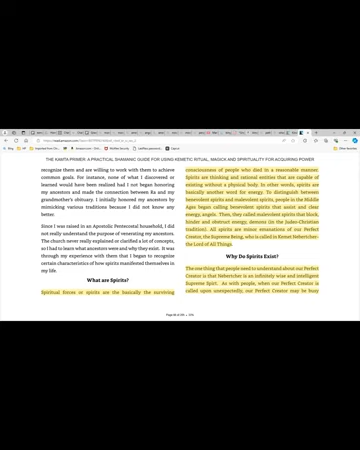 THE KAMTA PRIMER: A PRACTICAL SHAMANIC GUIDE FOR USING KEMETIC RITUAL, MAGICK AND SPIRITUALITY FOR ACQUIRING POWER
recognize them and are willing to work with them to achieve
common goals. For instance, none of what I discovered or
learned would have been realized had I not began honoring
my ancestors and made the connection between Ra and my
grandmother's obituary. I initially honored my ancestors by
mimicking various traditions because I did not know any
better.
Since I was raised in an Apostolic Pentecostal household, I did
not really understand the purpose of venerating my ancestors.
The church never really explained or clarified a lot of concepts,
so I had to learn what ancestors were and why they exist. It was
through my experience with them that I began to recognize
certain characteristics of how spirits manifested themselves in
my life.
What are Spirits?
Spiritual forces or spirits are the basically the surviving
consciousness of people who died in a reasonable manner.
Spirits are thinking and rational entities that are capable of
existing without a physical body. In other words, spirits are
basically another word for energy. To distinguish between
benevolent spirits and malevolent spirits, people in the Middle
Ages began calling benevolent spirits that assist and clear
energy, angels. Then, they called malevolent spirits that block,
hinder and obstruct energy, demons (in the Judeo-Christian
tradition). All spirits are minor emanations of our Perfect
Creator, the Supreme Being, who is called in Kemet Nebertcher-
the Lord of All Things.
Why Do Spirits Exist?
The one thing that people need to understand about our Perfect
Creator is that Nebertcher is an infinitely wise and intelligent
Supreme Spirit. As with people, when our Perfect Creator is
called upon unexpectedly, our Perfect Creator may be busy